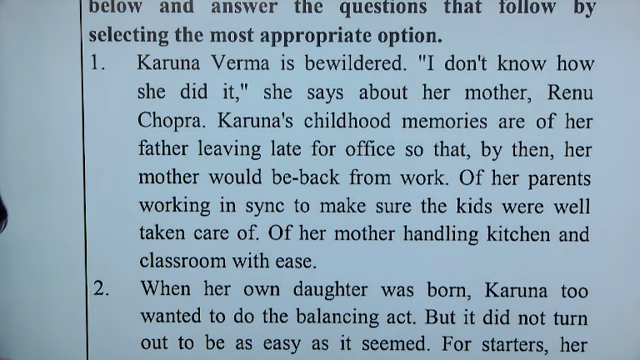 below and answer the questions that follow by
selecting the most appropriate option.
1. Karuna Verma is bewildered. "I don't know how
she did it," she says about her mother, Renu
Chopra. Karuna's childhood memories are of her
father leaving late for office so that, by then, her
mother would be-back from work. Of her parents
working in sync to make sure the kids were well
taken care of. Of her mother handling kitchen and
classroom with ease.
2. When her own daughter was born, Karuna too
wanted to do the balancing act. But it did not turn
out to be as easy as it seemed. For starters, her